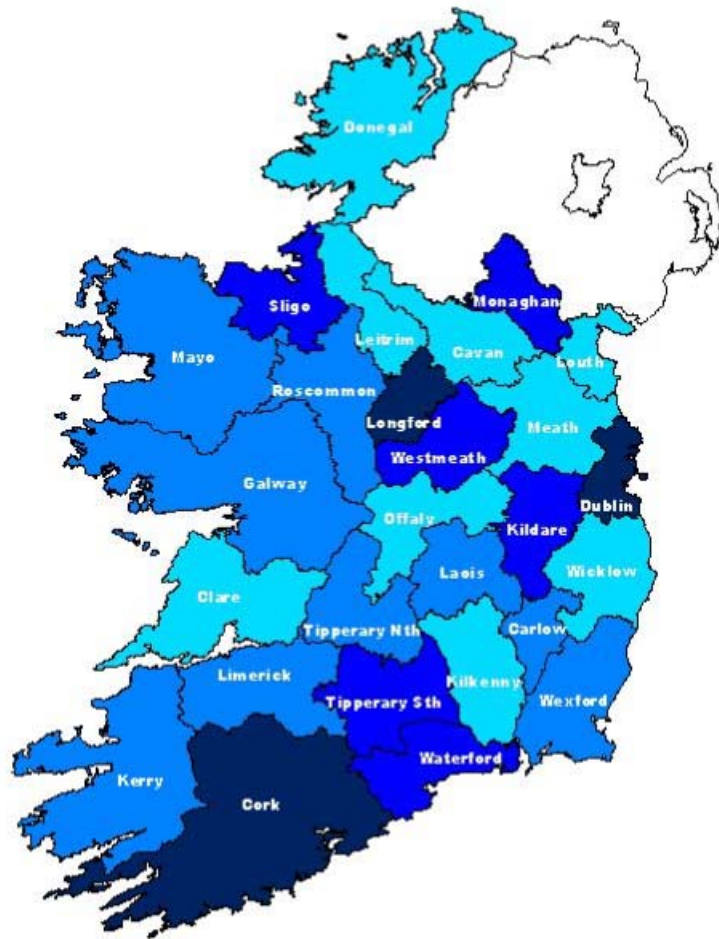 Donegal
Sligo
Monaghan
Leitrim
Cavan
Louth
Mayo
Roscommon
Longford
Meath
Westmeath
Galway
Dublin
Offaly
Kildare
Laois
Wicklow
Clare
Tipperary Nth
Carlow
Limerick
Kilkenny
Tipperary Sth
Wexford
Waterford
Kerry
Cork